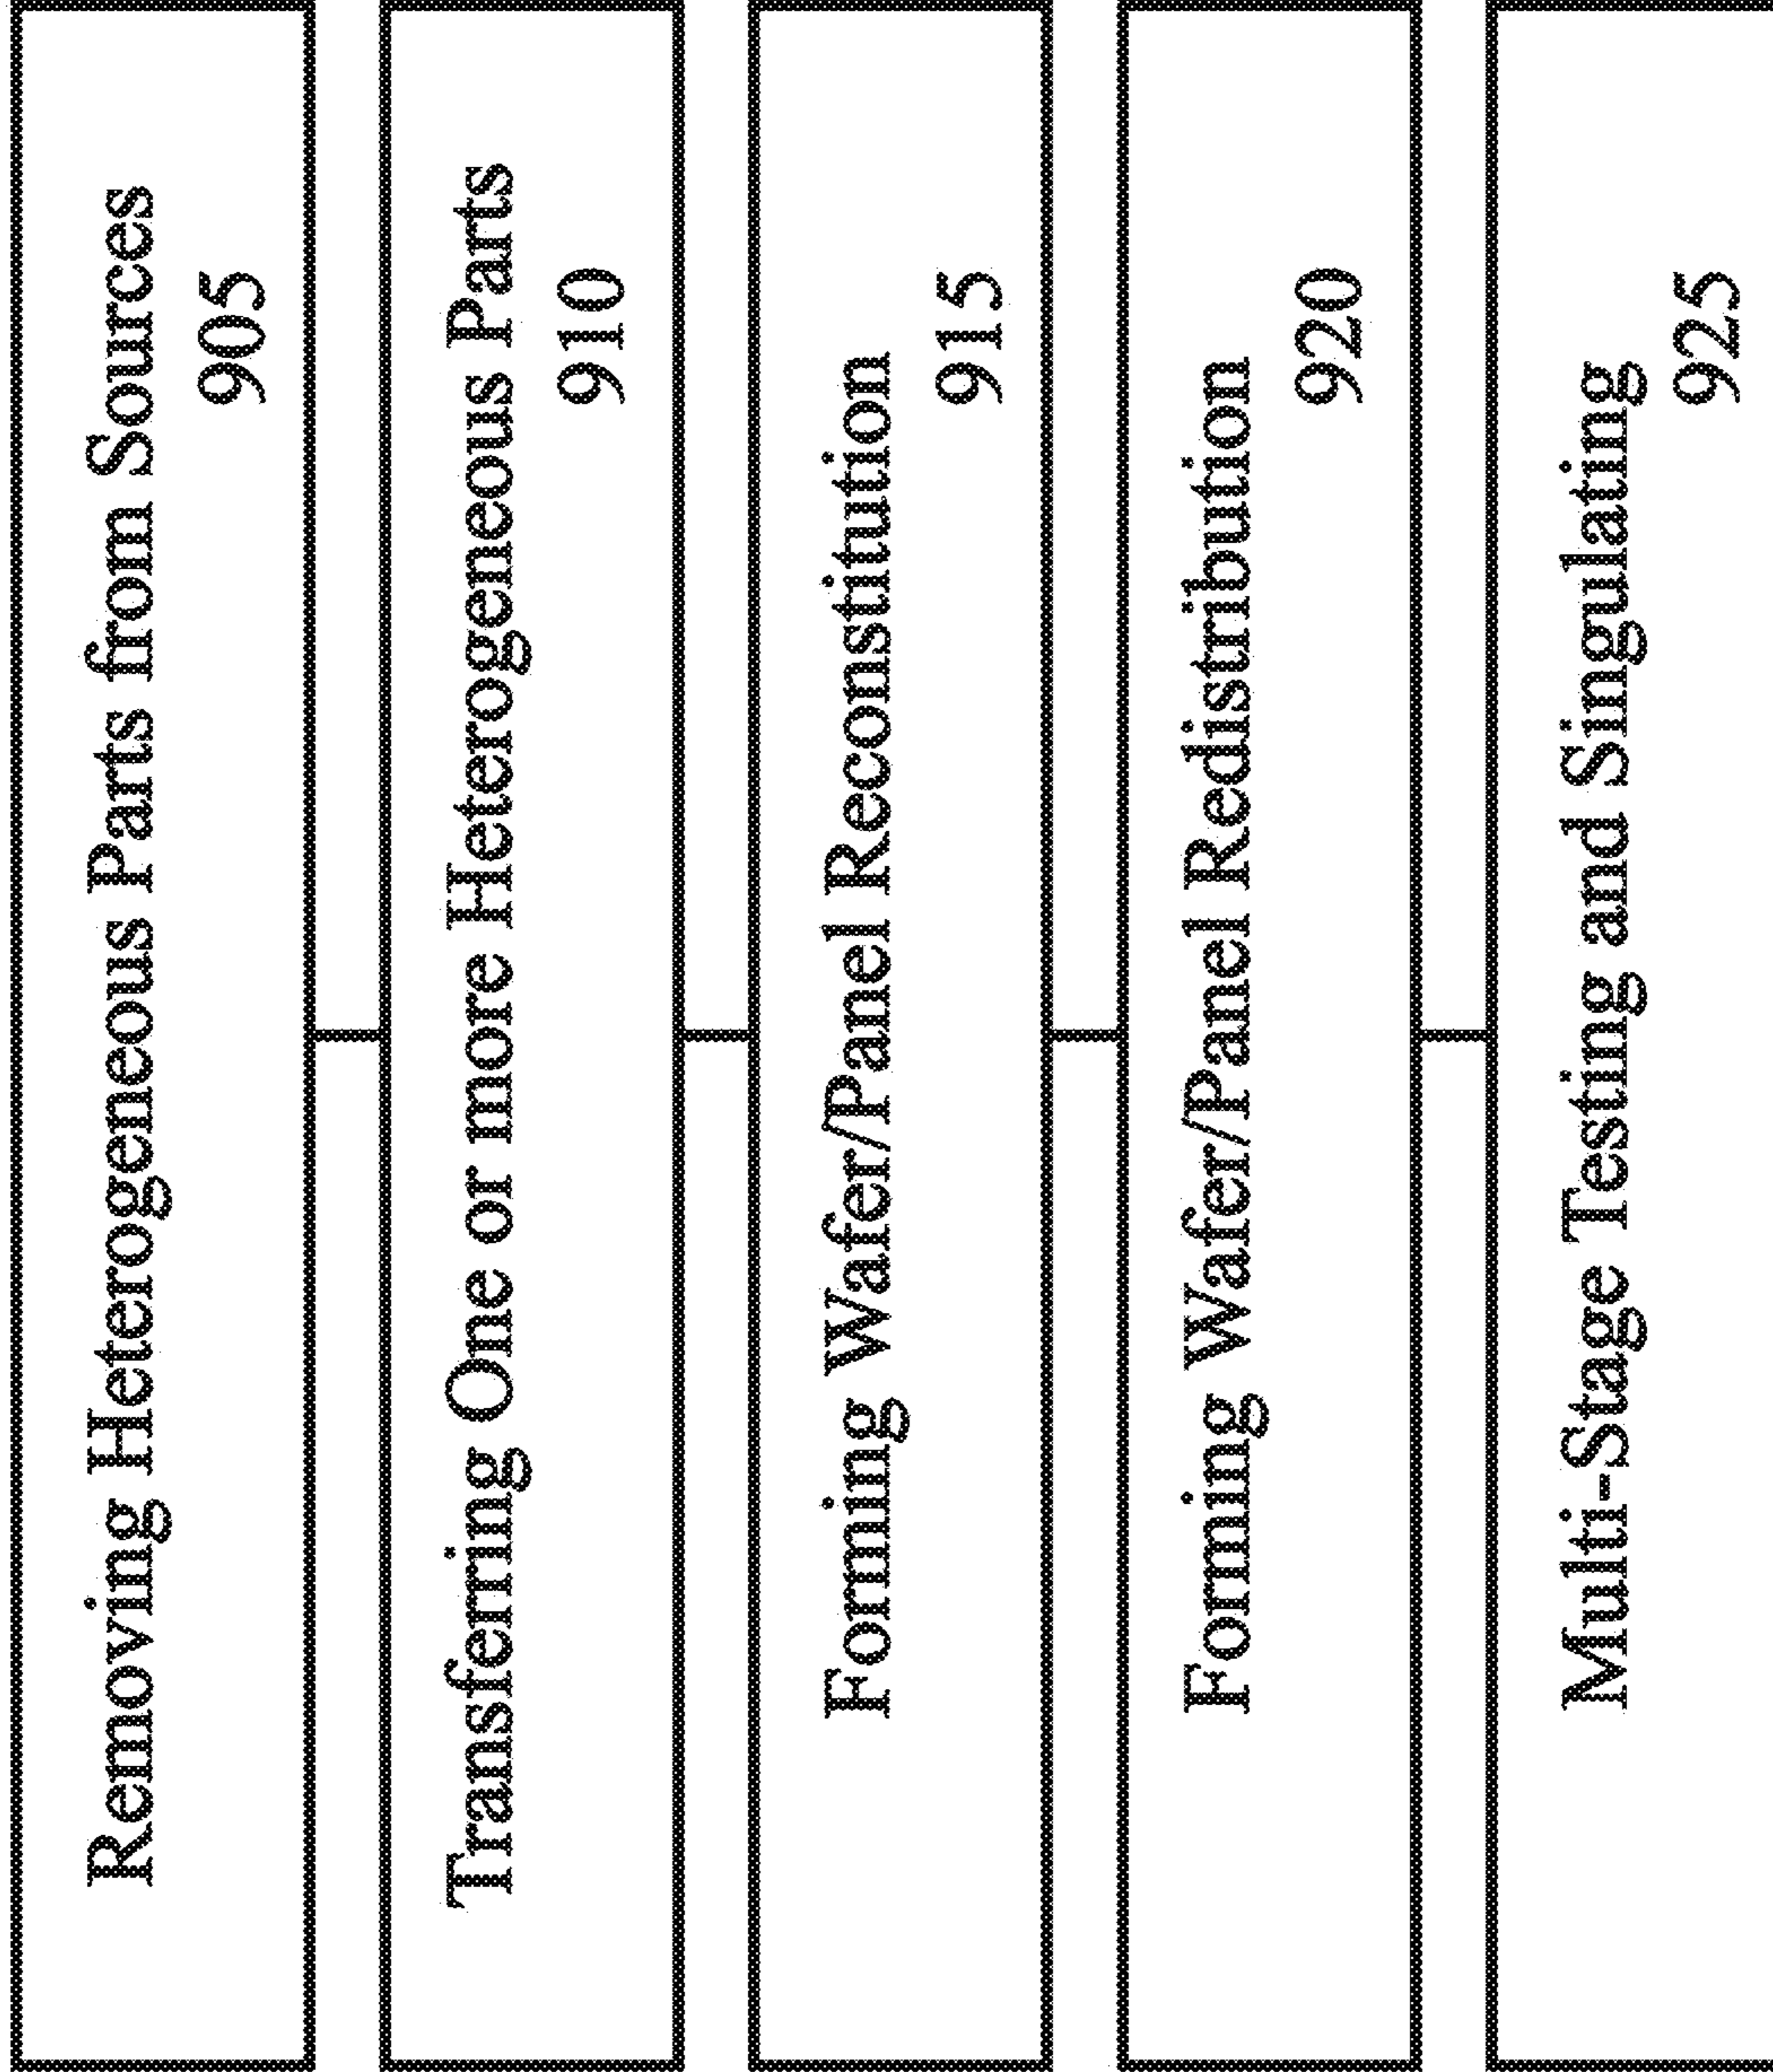 Removing Heterogeneous Parts from Sources
905
Transferring One or more Heterogeneous Parts
910
Forming Wafer/Panel Reconstitution
915
Forming Wafer/Panel Redistribution
920
Multi-Stage Testing and Singulating
925